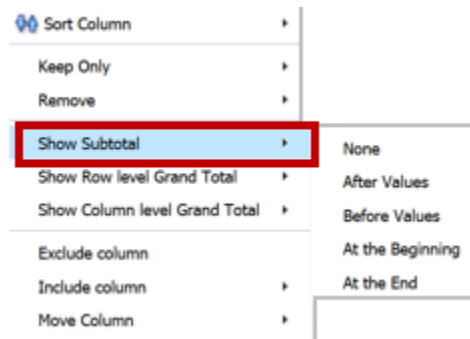 Sort Column
Keep Only
Remove
Show Subtotal
Show Row level Grand Total
Show Column level Grand Total
Exclude column
Include column
Move Column
None
After Values
Before Values
At the Beginning
At the End